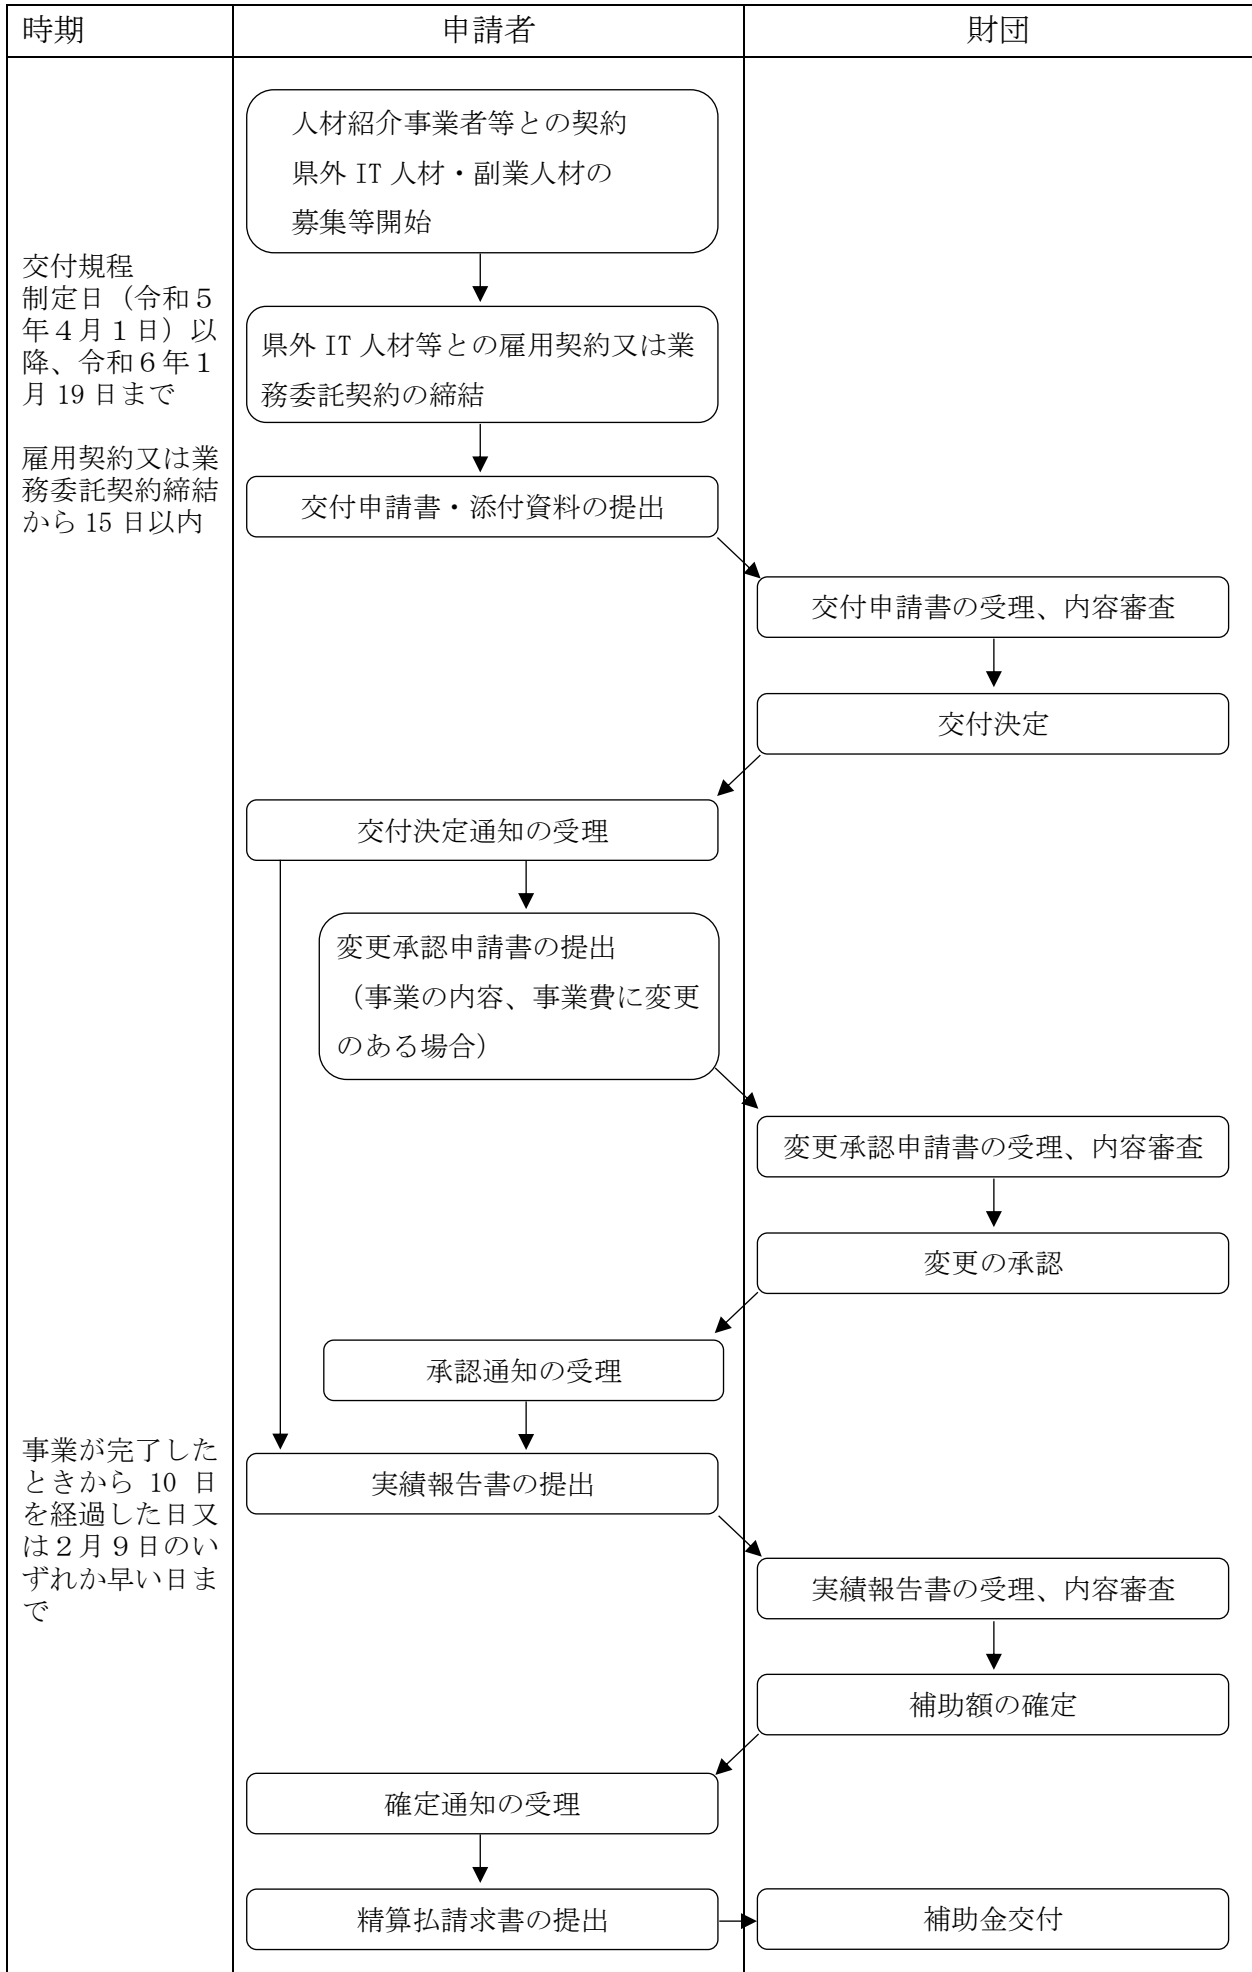 時期
申請者
財団
人材紹介事業者等との契約
県外 IT 人材・副業人材の
募集等開始
交付規程
制定日（令和５
年４月１日）以
降、令和６年１
月 19 日まで
県外 IT 人材等との雇用契約又は業
務委託契約の締結
雇用契約又は業
務委託契約締結
から 15 日以内
交付申請書・添付資料の提出
交付申請書の受理、内容審査
交付決定
交付決定通知の受理
変更承認申請書の提出
（事業の内容、事業費に変更
のある場合）
変更承認申請書の受理、内容審査
変更の承認
承認通知の受理
事業が完了した
ときから 10 日
を経過した日又
は２月９日のい
ずれか早い日ま
で
実績報告書の提出
実績報告書の受理、内容審査
補助額の確定
確定通知の受理
精算払請求書の提出
補助金交付